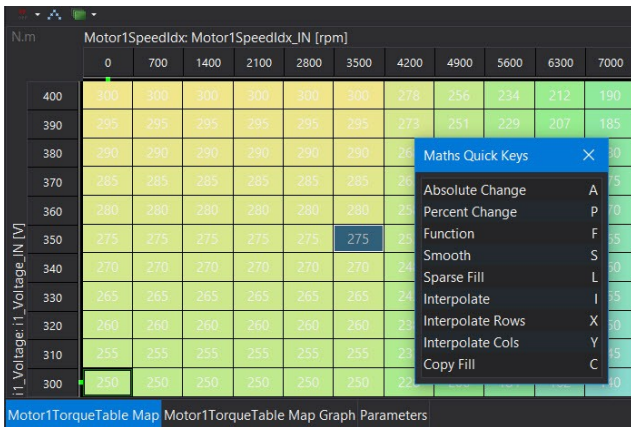 N.m Motor1SpeedIdx: Motor1SpeedIdx_IN [rpm]
0 700 1400 2100 2800 3500 4200 4900 5600 6300 7000
400 300 300 300 300 300 300 278 256 234 212 190
390 295 295 295 295 295 295 273 251 229 207 185
380 290 290 290 290 290 290
370 285 285 285 285 285 285
360 280 280 280 280 280 280
350 275 275 275 275 275 275
340 270 270 270 270 270 270
330 265 265 265 265 265 265
320 260 260 260 260 260 260
310 255 255 255 255 255 255
300 250 250 250 250 250 250
i1_Voltage: i1_Voltage_IN [V]
Maths Quick Keys
Absolute Change A
Percent Change P
Function F
Smooth S
Sparse Fill L
Interpolate I
Interpolate Rows X
Interpolate Cols Y
Copy Fill C
Motor1TorqueTable Map Motor1TorqueTable Map Graph Parameters